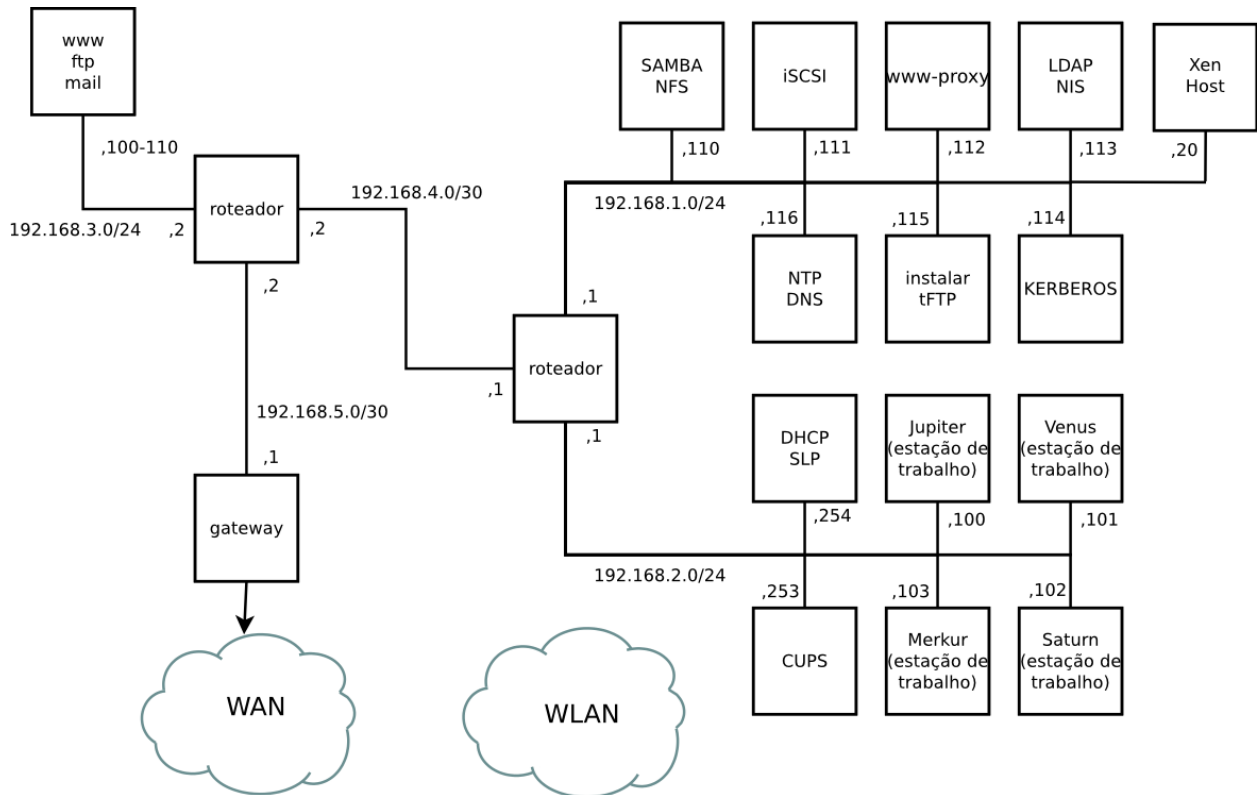 www
ftp
mail
SAMBA
NFS
iSCSI
www-proxy
LDAP
NIS
Xen
Host
,100-110
,110
,111
,112
,113
,20
roteador
192.168.4.0/30
192.168.1.0/24
192.168.3.0/24
,2
,2
,116
,115
,114
,2
NTP
DNS
instalar
tFTP
KERBEROS
,1
roteador
,1
192.168.5.0/30
,1
,1
DHCP
SLP
Jupiter
(estação de
trabalho)
Venus
(estação de
trabalho)
gateway
,254
,100
,101
192.168.2.0/24
,253
,103
,102
CUPS
Merkur
(estação de
trabalho)
Saturn
(estação de
trabalho)
WAN
WLAN